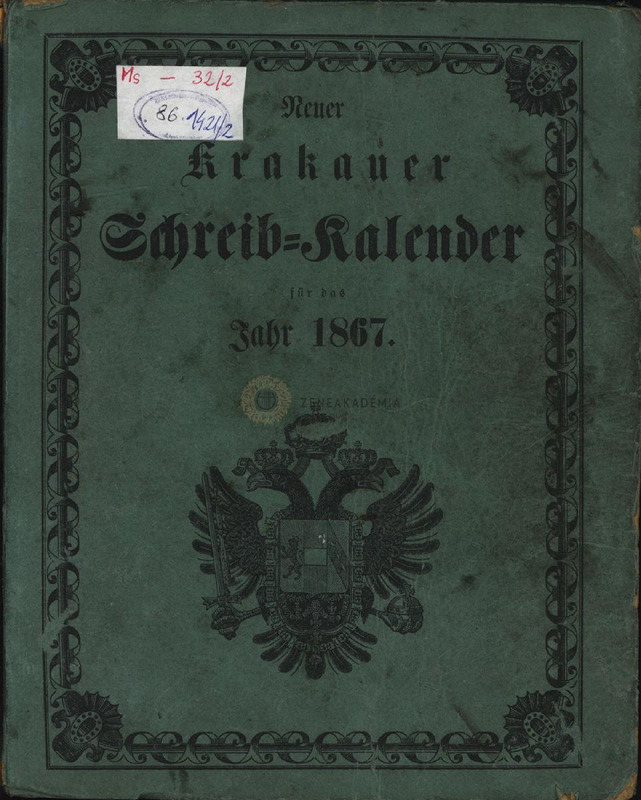 Ms - 32/2
86.1421/2
Neuer
Krakauer
Schreib=Kalender
für das
Jahr 1867.
ZENEAKADÉMIA